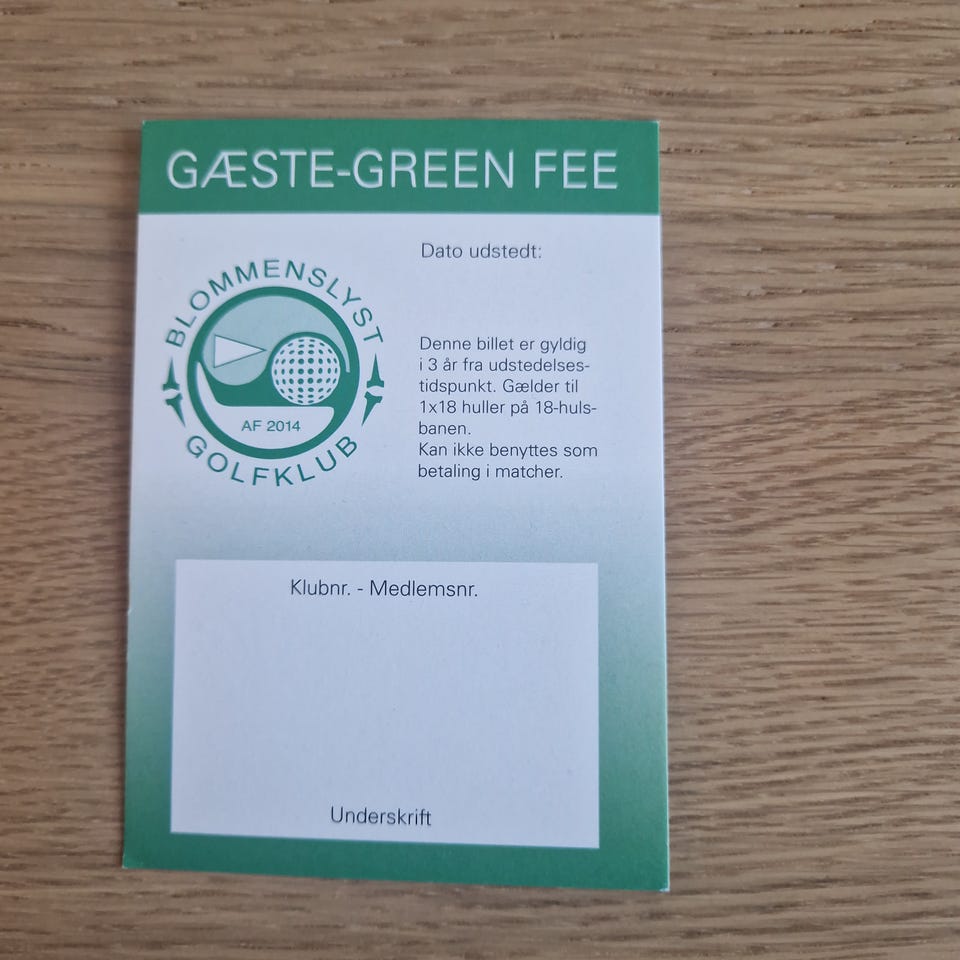 GÆSTE-GREEN FEE
BLOMMENSLYST
AF 2014
GOLFKLUB
Dato udstedt:
Denne billet er gyldig
i 3 år fra udstedelses-
tidspunkt. Gælder til
1x18 huller på 18-huls-
banen.
Kan ikke benyttes som
betaling i matcher.
Klubnr. - Medlemsnr.
Underskrift